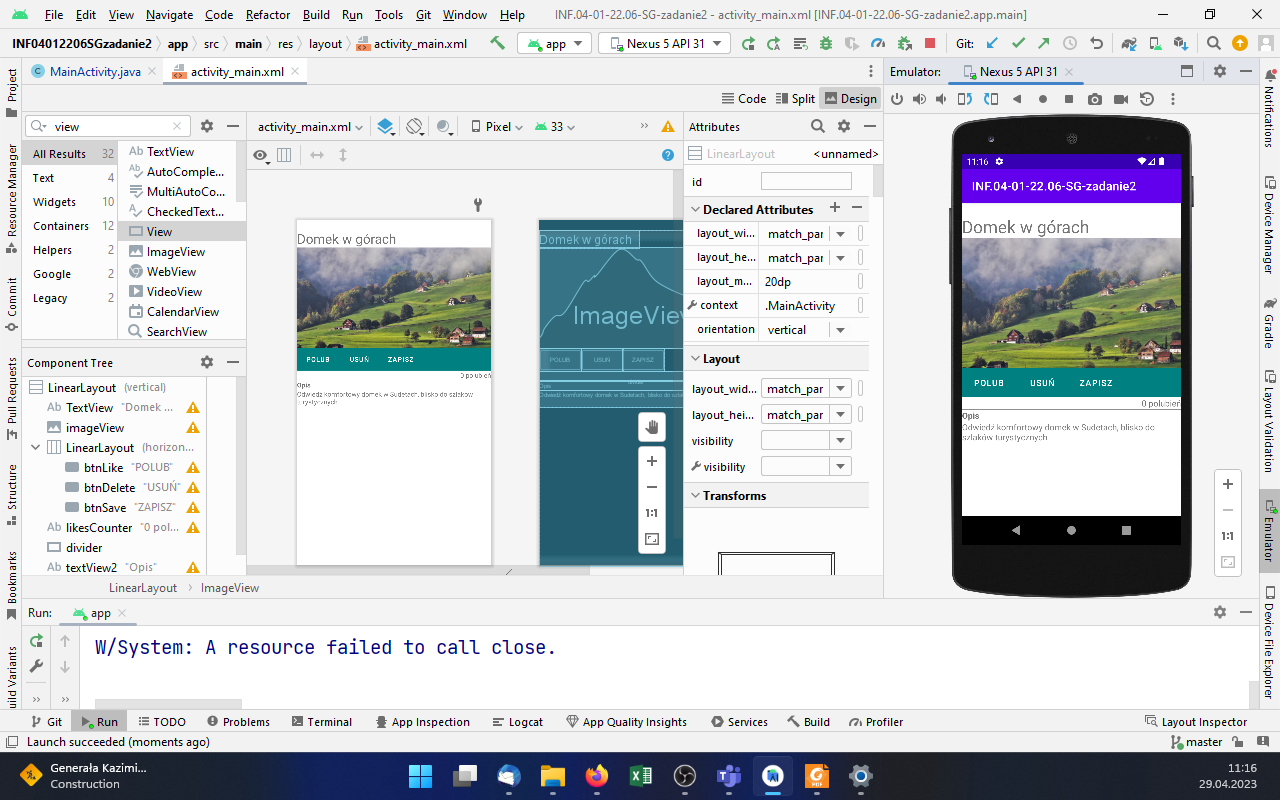 File Edit View Navigate Code Refactor Build Run Tools Git Window Help INF.04-01-22.06-SG-zadanie2 - activity_main.xml [INF.04-01-22.06-SG-zadanie2.app.main]
INF04012206SGzadanie2 app src main res layout activity_main.xml app Nexus 5 API 31 Git:
MainActivity.java activity_main.xml Emulator: Nexus 5 API 31
Code Split Design
view activity_main.xml Pixel 33 Attributes
All Results 32
Text 4
Widgets 10
Containers 12
Helpers 2
Google 2
Legacy 2
Ab TextView
AutoComple...
MultiAutoCo...
CheckedText...
View
ImageView
WebView
VideoView
CalendarView
SearchView
Component Tree
LinearLayout (vertical)
Ab TextView "Domek ...
imageView
LinearLayout (horizon...
btnLike "POLUB"
btnDelete "USUŃ"
btnSave "ZAPISZ"
Ab likesCounter "0 pol...
divider
Ab textView2 "Opis"
Domek w górach
POLUB USUŃ ZAPISZ
0 polubień
Opis
Odwiedź komfortowy domek w Sudetach, blisko do szlaków
turystycznych
Domek w górach
ImageView
POLUB USUŃ ZAPISZ
Opis
Odwiedź komfortowy domek w Sudetach, blisko do szlaków
1:1
LinearLayout <unnamed>
id
Declared Attributes
layout_wi... match_par
layout_he... match_par
layout_m... 20dp
context .MainActivity
orientation vertical
Layout
layout_wid... match_par
layout_hei... match_par
visibility
visibility
Transforms
11:16
INF.04-01-22.06-SG-zadanie2
Domek w górach
POLUB USUŃ ZAPISZ
0 polubień
Opis
Odwiedź komfortowy domek w Sudetach, blisko do
szlaków turystycznych
1:1
Project
Resource Manager
Commit
Pull Requests
Structure
Bookmarks
uild Variants
Notifications
Device Manager
Gradle
Layout Validation
Emulator
Device File Explorer
LinearLayout ImageView
Run: app
W/System: A resource failed to call close.
Git Run TODO Problems Terminal App Inspection Logcat App Quality Insights Services Build Profiler Layout Inspector
Launch succeeded (moments ago) master
Generała Kazimi...
Construction
PDF
11:16
29.04.2023